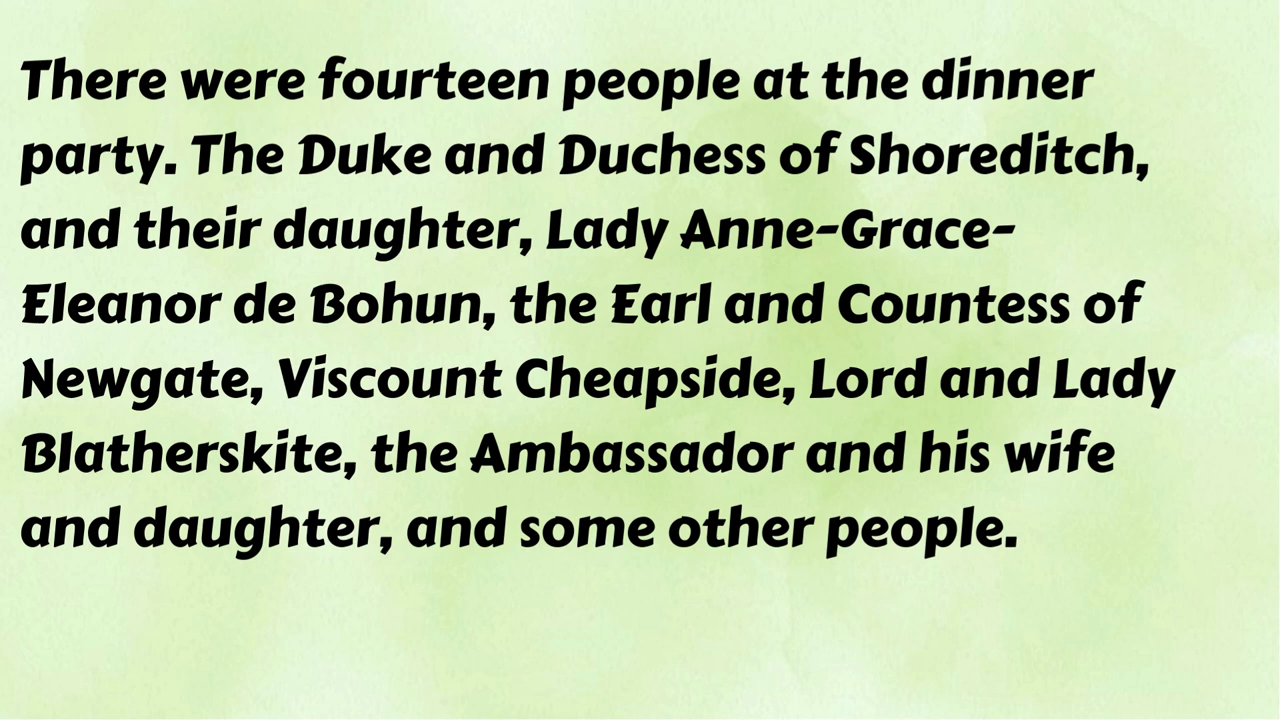 There were fourteen people at the dinner
party. The Duke and Duchess of Shoreditch,
and their daughter, Lady Anne-Grace-
Eleanor de Bohun, the Earl and Countess of
Newgate, Viscount Cheapside, Lord and Lady
Blatherskite, the Ambassador and his wife
and daughter, and some other people.